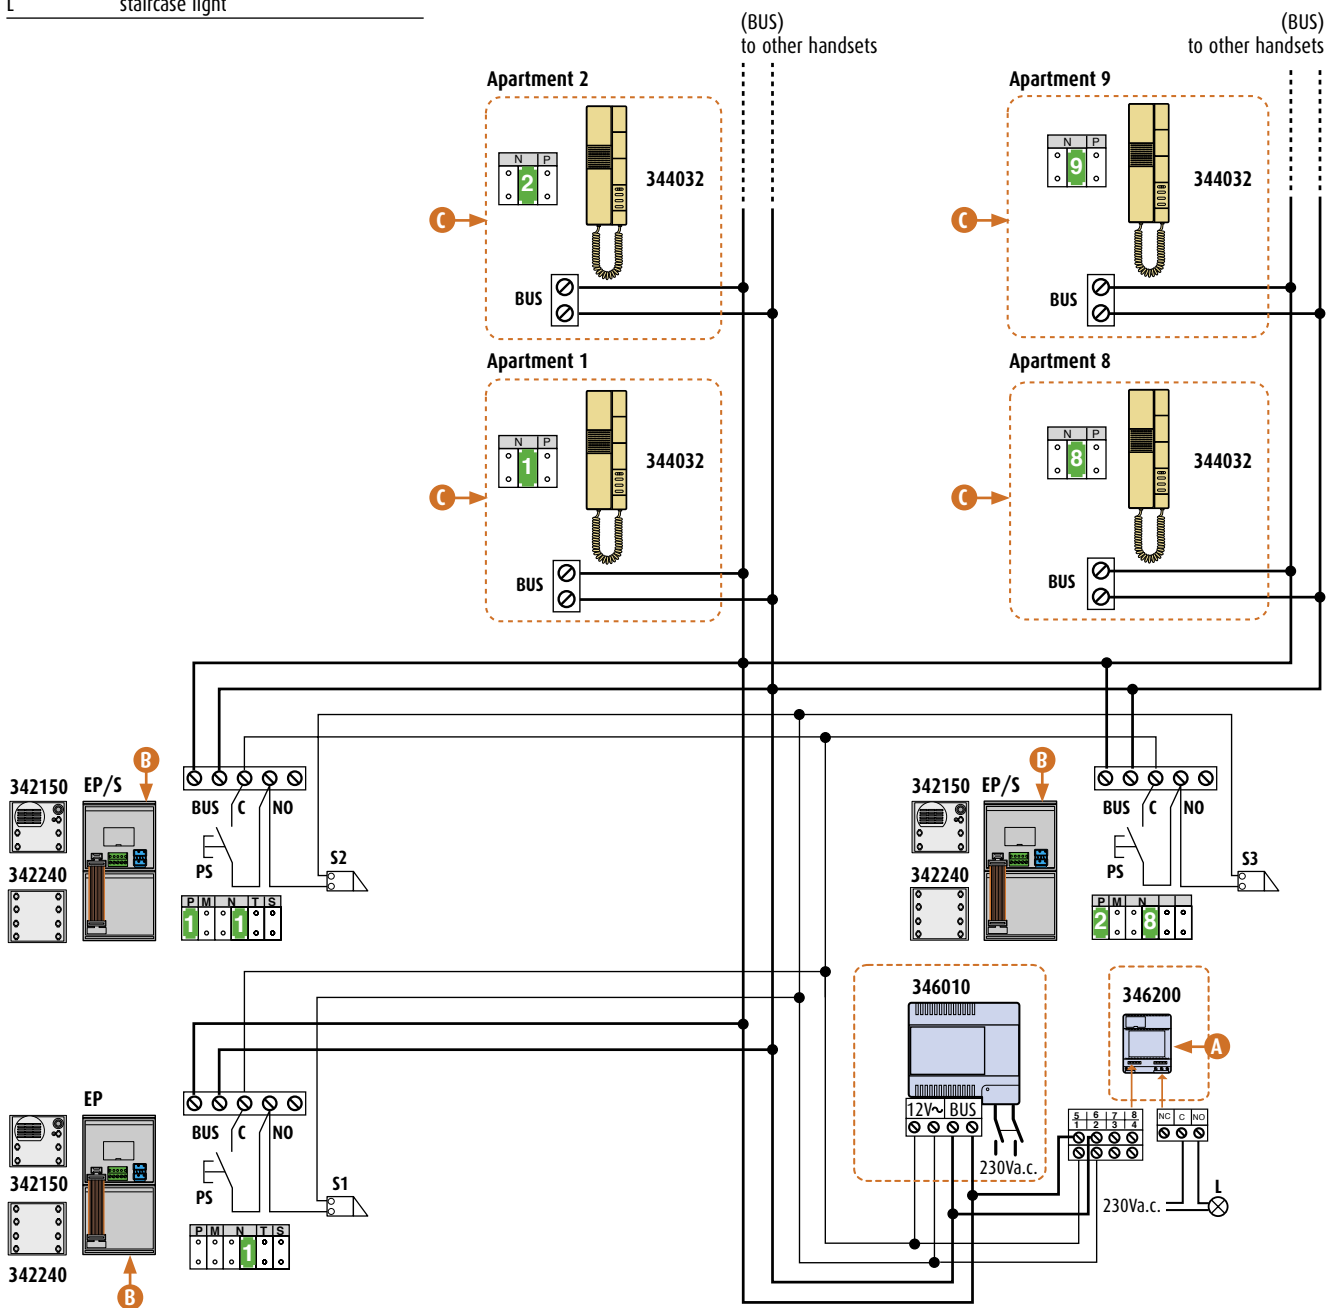 L staircase light
(BUS)
to other handsets
(BUS)
to other handsets
Apartment 2
N P
2
344032
C
BUS
Apartment 9
N P
9
344032
C
BUS
Apartment 1
N P
1
344032
C
BUS
Apartment 8
N P
8
344032
C
BUS
342150
EP/S
B
BUS C NO
342240
PS
S2
P M N T S
1 1
342150
EP/S
B
BUS C NO
342240
PS
S3
P M N
2 8
346010
12V~ BUS
230Va.c.
346200
A
5 6 7 8
1 2 3 4
NC C NO
230Va.c.
L
EP
BUS C NO
342150
PS
S1
P M N T S
1
342240
B